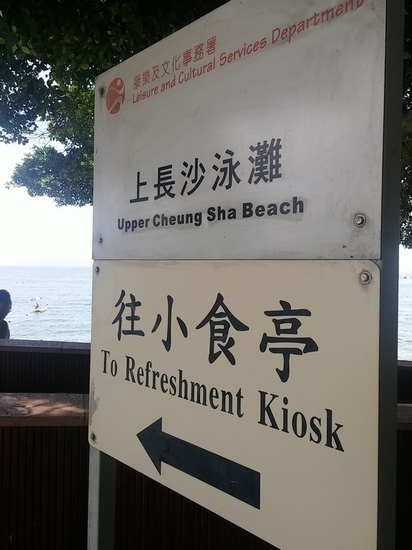 康樂及文化事務署
Leisure and Cultural Services Department
上長沙泳灘
Upper Cheung Sha Beach
往小食亭
To Refreshment Kiosk